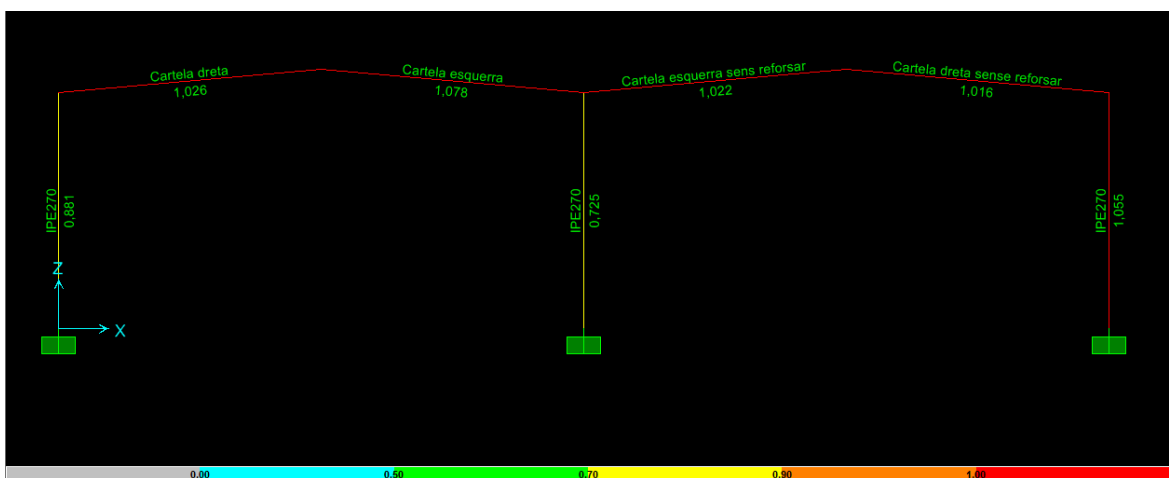 Cartela dreta
1,026
Cartela esquerra
1,078
Cartela esquerra sens reforsar
1,022
Cartela dreta sense reforsar
1,016
IPE270
0,881
IPE270
0,725
IPE270
1,055
Z
X
0.00 0.50 0.70 0.90 1.00